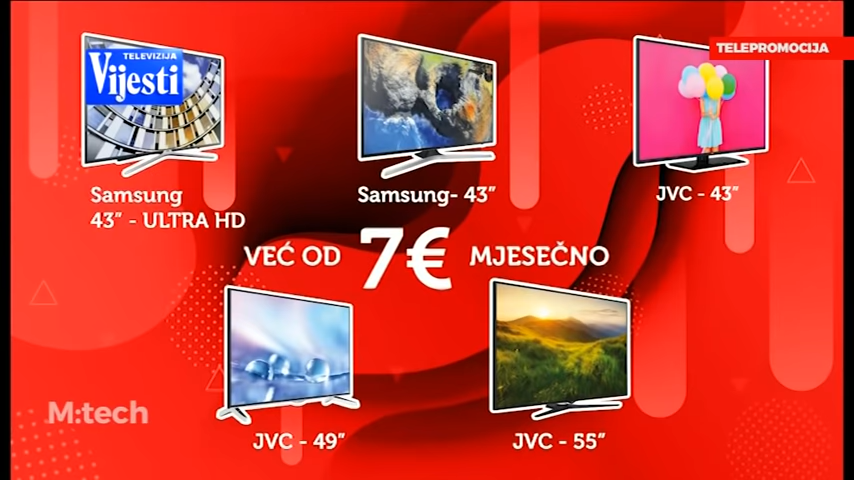 TELEVIZIJA
Vijesti
TELEPROMOCIJA
Samsung
43” - ULTRA HD
Samsung- 43”
JVC - 43”
VEĆ OD 7€ MJESEČNO
M:tech
JVC - 49”
JVC - 55”